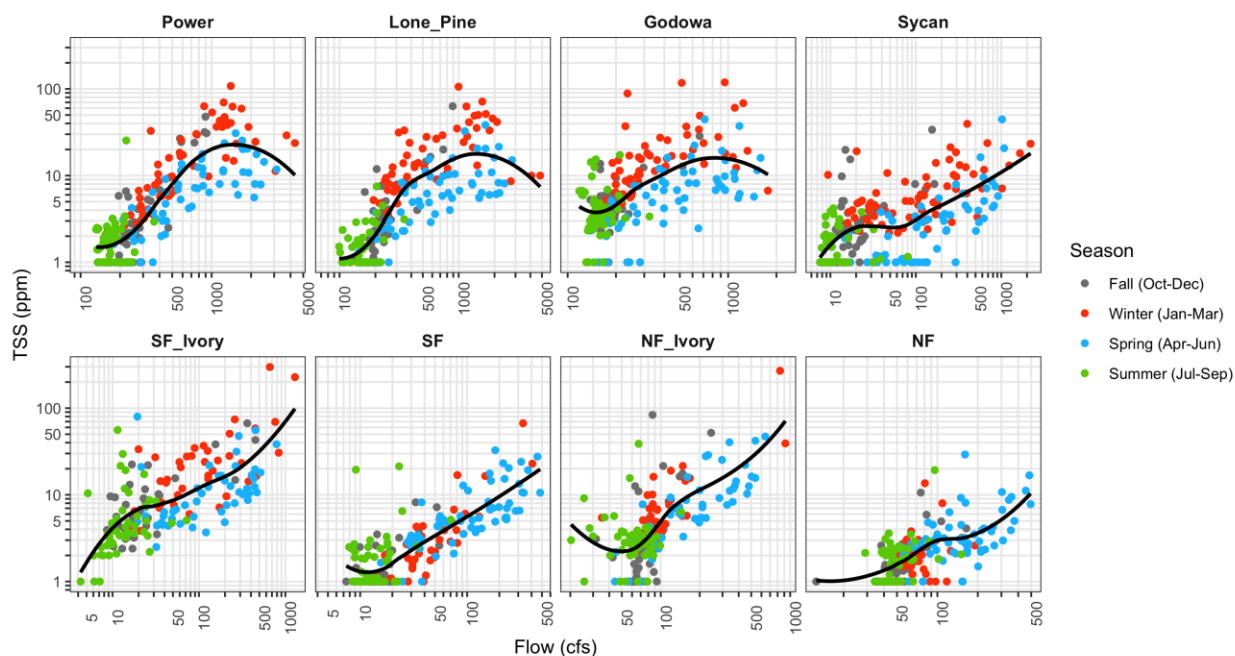 Power Lone_Pine Godowa Sycan
100
50
10
5
1
100 500 1000 5000 100 500 1000 5000 100 500 1000 10 50 100 500 1000
TSS (ppm)
SF_Ivory SF NF_Ivory NF
100
50
10
5
1
5 10 50 100 500 1000 5 10 50 100 500 50 100 500 1000 50 100 500
Flow (cfs)
Season
Fall (Oct-Dec)
Winter (Jan-Mar)
Spring (Apr-Jun)
Summer (Jul-Sep)